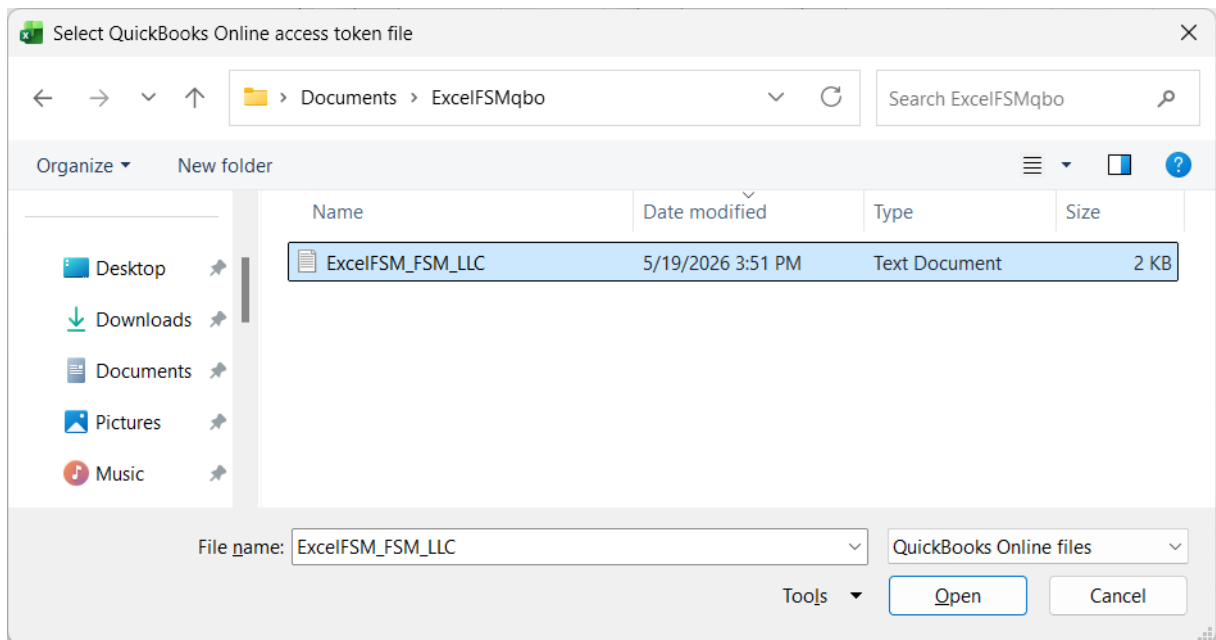 Select QuickBooks Online access token file
Documents > ExcelFSMqbo
Search ExcelFSMqbo
Organize
New folder
?
Name Date modified Type Size
ExcelFSM_FSM_LLC 5/19/2026 3:51 PM Text Document 2 KB
Desktop
Downloads
Documents
Pictures
Music
File name: ExcelFSM_FSM_LLC QuickBooks Online files
Tools Open Cancel